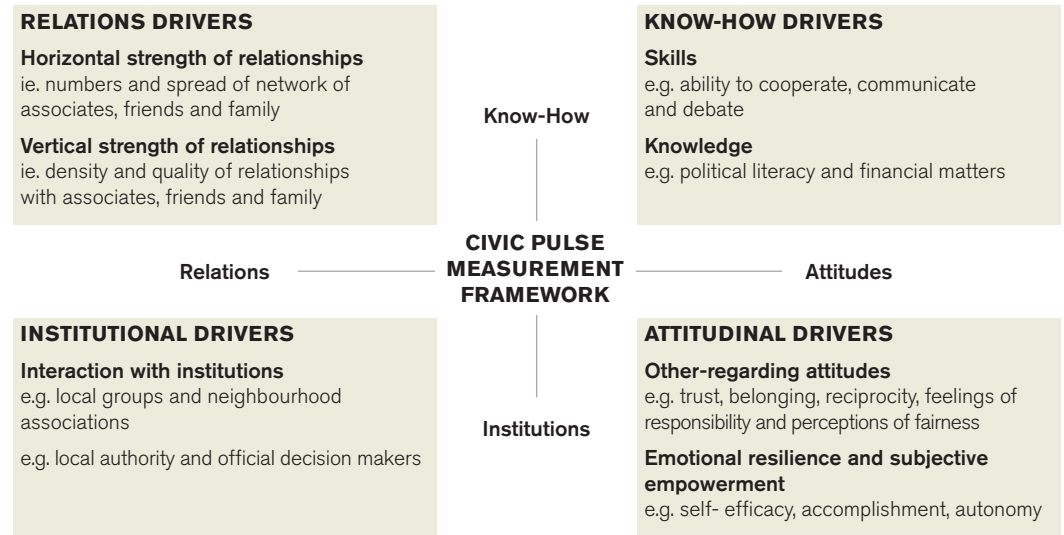 RELATIONS DRIVERS
Horizontal strength of relationships
ie. numbers and spread of network of
associates, friends and family
Vertical strength of relationships
ie. density and quality of relationships
with associates, friends and family
Know-How
KNOW-HOW DRIVERS
Skills
e.g. ability to cooperate, communicate
and debate
Knowledge
e.g. political literacy and financial matters
Relations
CIVIC PULSE
MEASUREMENT
FRAMEWORK
Attitudes
INSTITUTIONAL DRIVERS
Interaction with institutions
e.g. local groups and neighbourhood
associations
e.g. local authority and official decision makers
Institutions
ATTITUDINAL DRIVERS
Other-regarding attitudes
e.g. trust, belonging, reciprocity, feelings of
responsibility and perceptions of fairness
Emotional resilience and subjective
empowerment
e.g. self- efficacy, accomplishment, autonomy